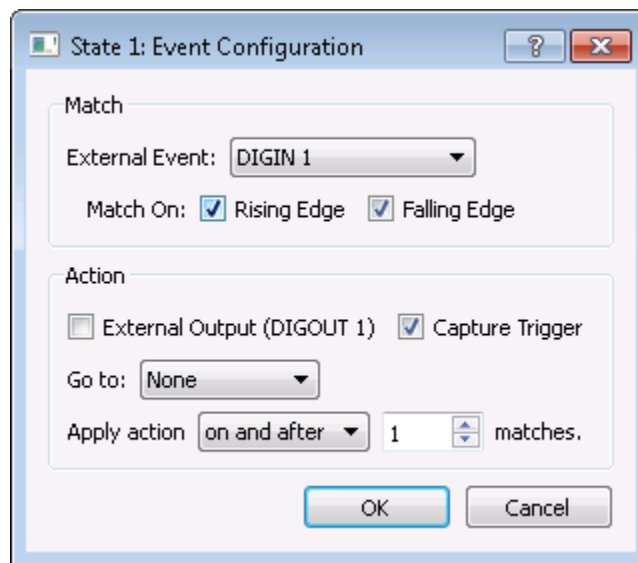 State 1: Event Configuration
Match
External Event: DIGIN 1
Match On: Rising Edge Falling Edge
Action
External Output (DIGOUT 1) Capture Trigger
Go to: None
Apply action on and after 1 matches.
OK Cancel